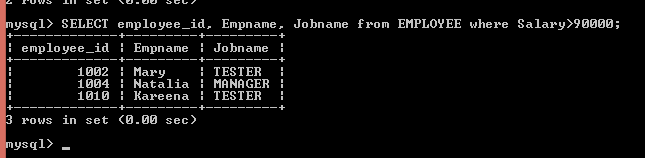 2 rows in set (0.00 sec)
mysql> SELECT employee_id, Empname, Jobname from EMPLOYEE where Salary>90000;
+-------------+---------+---------+
| employee_id | Empname | Jobname |
+-------------+---------+---------+
|        1002 | Mary    | TESTER  |
|        1004 | Natalia | MANAGER |
|        1010 | Kareena | TESTER  |
+-------------+---------+---------+
3 rows in set (0.00 sec)
mysql> _